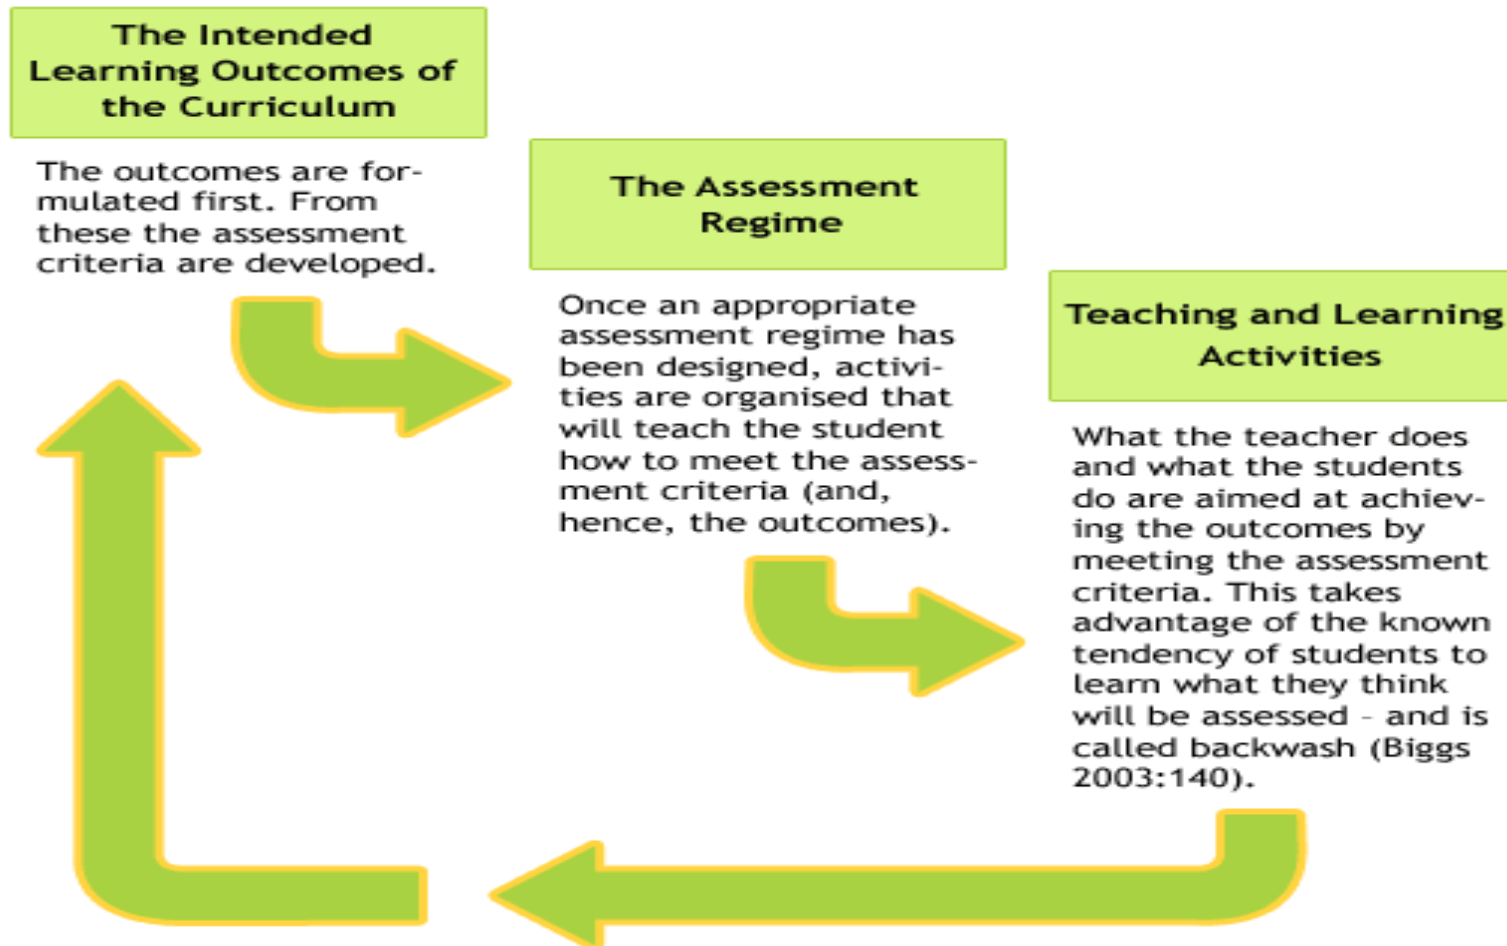 The Intended
Learning Outcomes of
the Curriculum
The outcomes are for-
mulated first. From
these the assessment
criteria are developed.
The Assessment
Regime
Once an appropriate
assessment regime has
been designed, activi-
ties are organised that
will teach the student
how to meet the assess-
ment criteria (and,
hence, the outcomes).
Teaching and Learning
Activities
What the teacher does
and what the students
do are aimed at achiev-
ing the outcomes by
meeting the assessment
criteria. This takes
advantage of the known
tendency of students to
learn what they think
will be assessed - and is
called backwash (Biggs
2003:140).